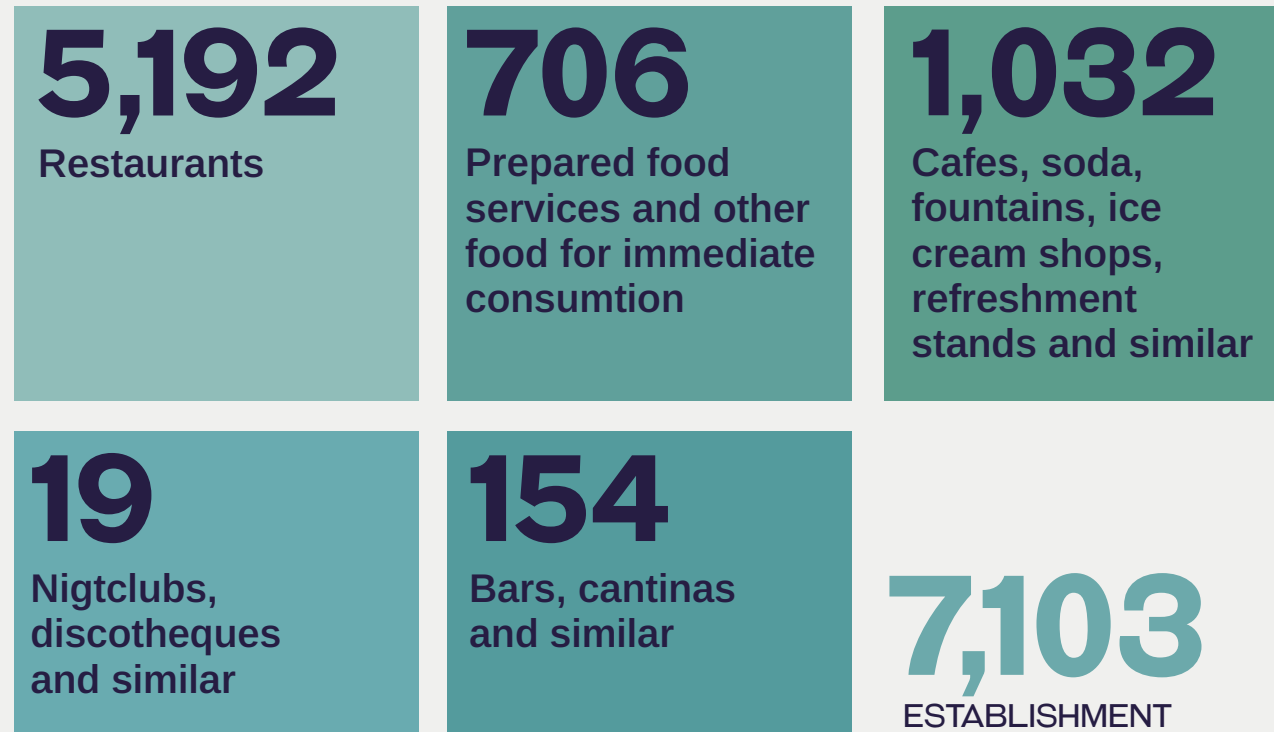 5,192
Restaurants
706
Prepared food
services and other
food for immediate
consumtion
1,032
Cafes, soda,
fountains, ice
cream shops,
refreshment
stands and similar
19
Nigtclubs,
discotheques
and similar
154
Bars, cantinas
and similar
7,103
ESTABLISHMENT